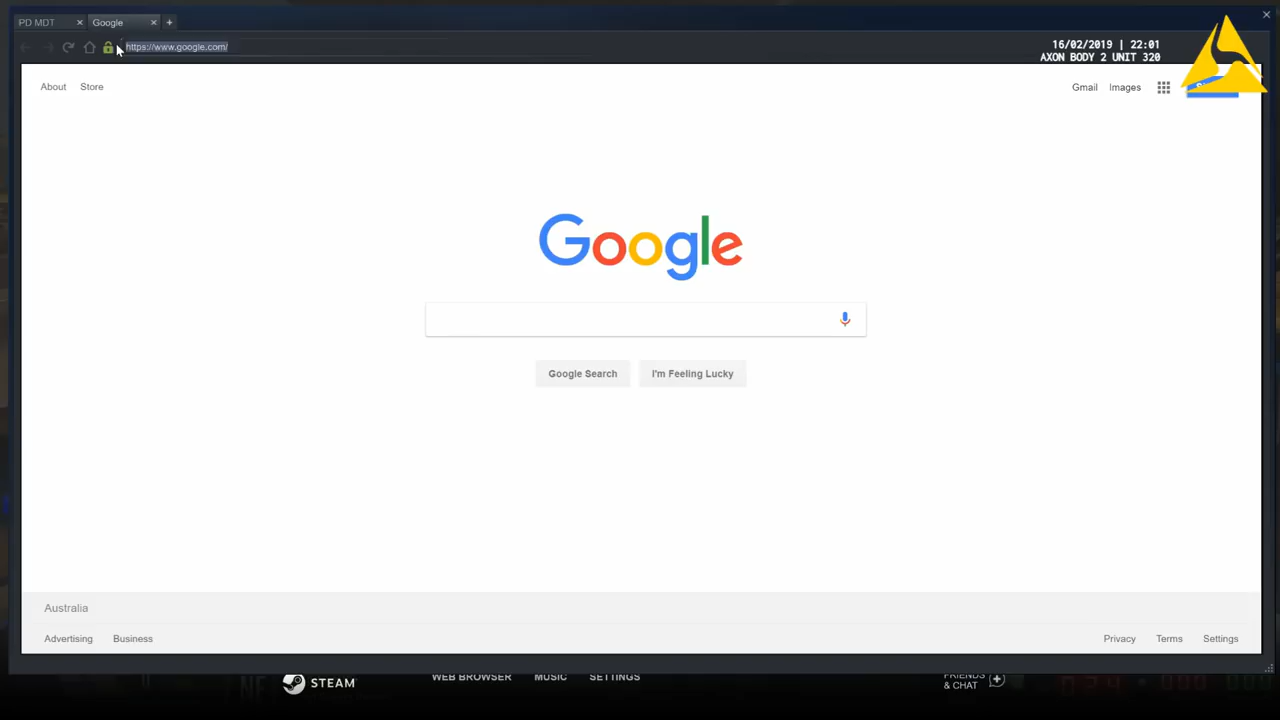 PD MDT
Google
https://www.google.com/
16/02/2019 | 22:01
AXON BODY 2 UNIT 320
About Store
Gmail Images
Google
Google Search I'm Feeling Lucky
Australia
Advertising Business
Privacy Terms Settings
STEAM
WEB BROWSER MUSIC SETTINGS
FRIENDS
& CHAT